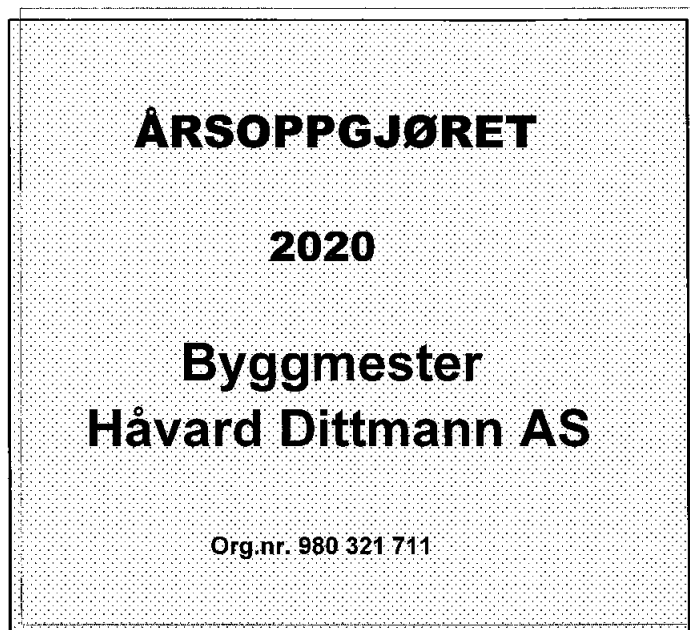 ÅRSOPPGJØRET
2020
Byggmester
Håvard Dittmann AS
Org.nr. 980 321 711